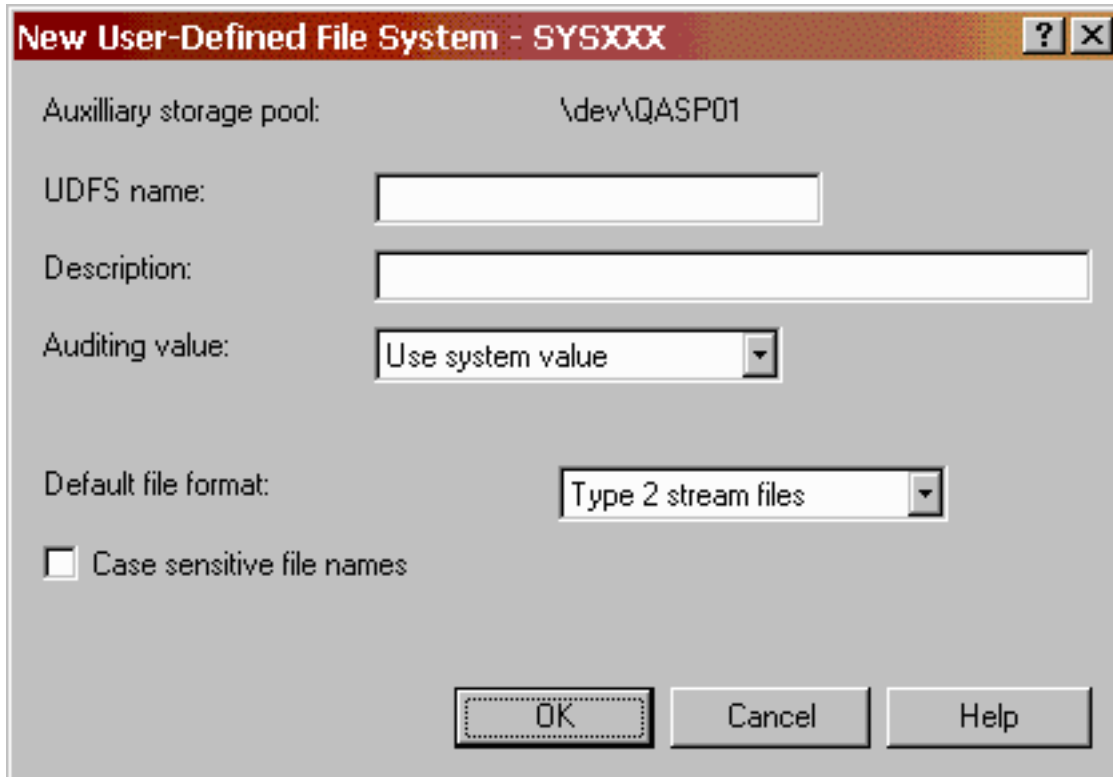 New User-Defined File System - SYSXXX
Auxilliary storage pool: \dev\QASP01
UDFS name:
Description:
Auditing value: Use system value
Default file format: Type 2 stream files
Case sensitive file names
OK Cancel Help